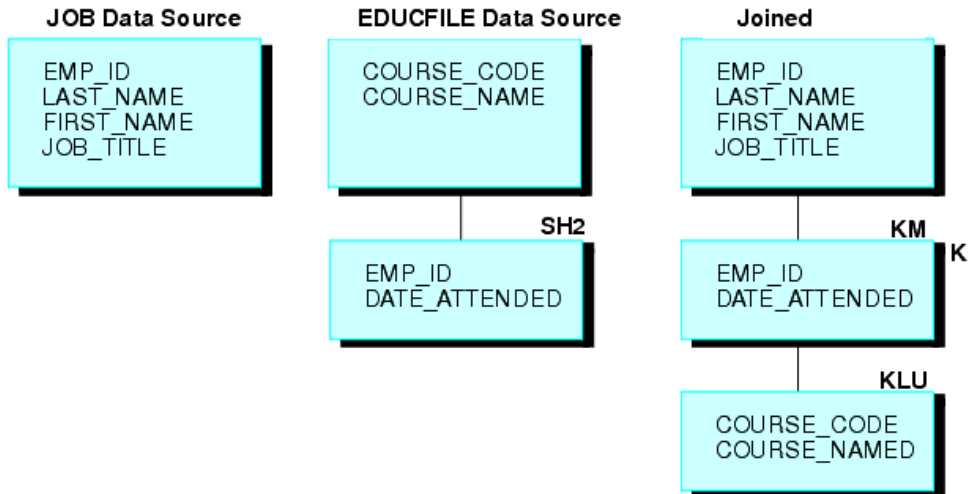 JOB Data Source
EMP_ID
LAST_NAME
FIRST_NAME
JOB_TITLE
EDUCFILE Data Source
COURSE_CODE
COURSE_NAME
SH2
EMP_ID
DATE_ATTENDED
Joined
EMP_ID
LAST_NAME
FIRST_NAME
JOB_TITLE
KM
K
EMP_ID
DATE_ATTENDED
KLU
COURSE_CODE
COURSE_NAMED